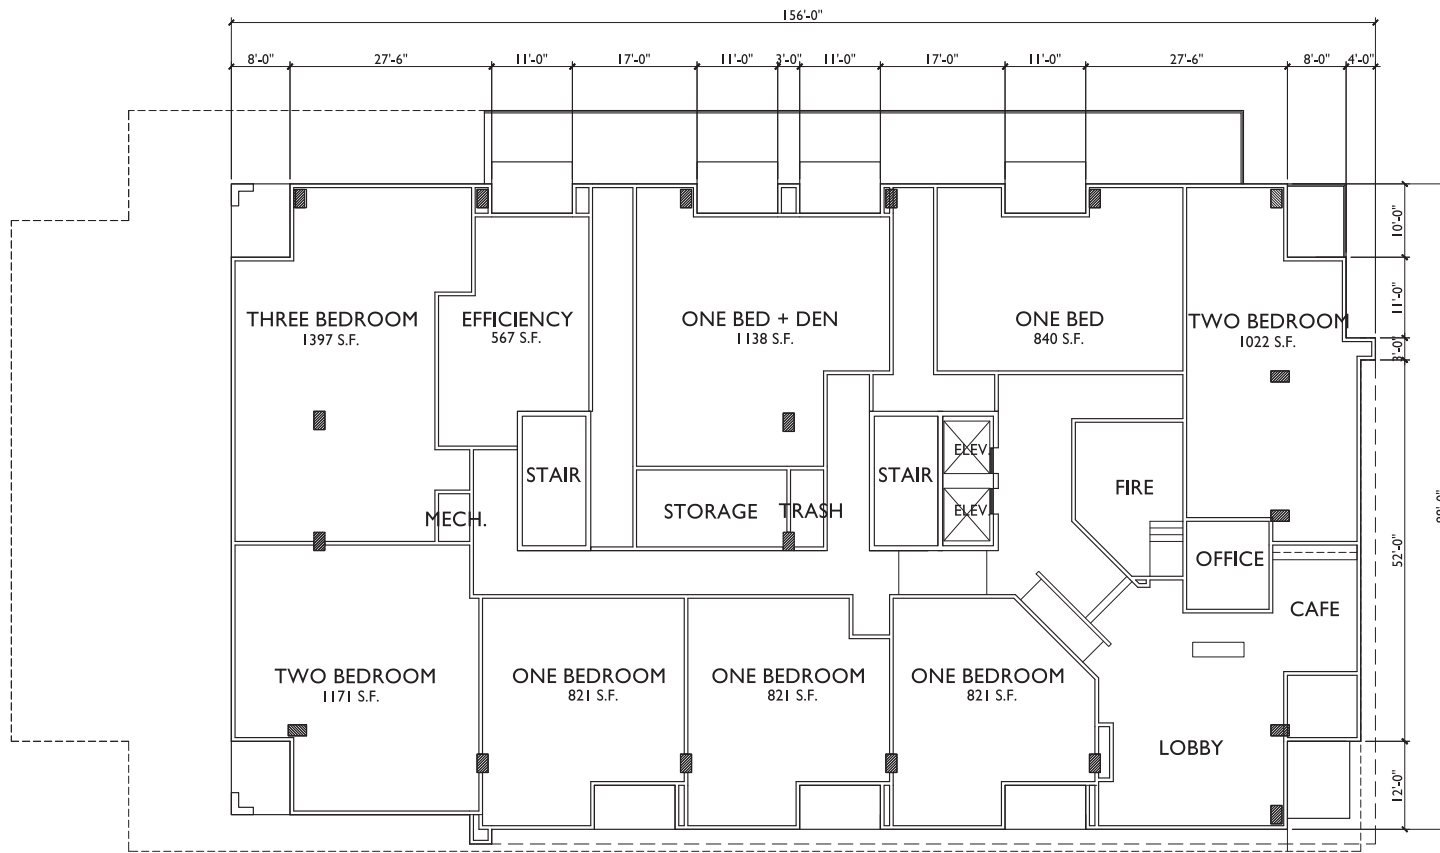 156'-0"
8'-0" 27'-6" 11'-0" 17'-0" 11'-0" 3'-0" 11'-0" 17'-0" 11'-0" 27'-6" 8'-0" 4'-0"
10'-0"
11'-0"
3'-0"
52'-0"
12'-0"
THREE BEDROOM
1397 S.F.
EFFICIENCY
567 S.F.
ONE BED + DEN
1138 S.F.
ONE BED
840 S.F.
TWO BEDROOM
1022 S.F.
STAIR
STAIR
ELEV.
ELEV.
FIRE
MECH.
STORAGE
TRASH
OFFICE
CAFE
TWO BEDROOM
1171 S.F.
ONE BEDROOM
821 S.F.
ONE BEDROOM
821 S.F.
ONE BEDROOM
821 S.F.
LOBBY